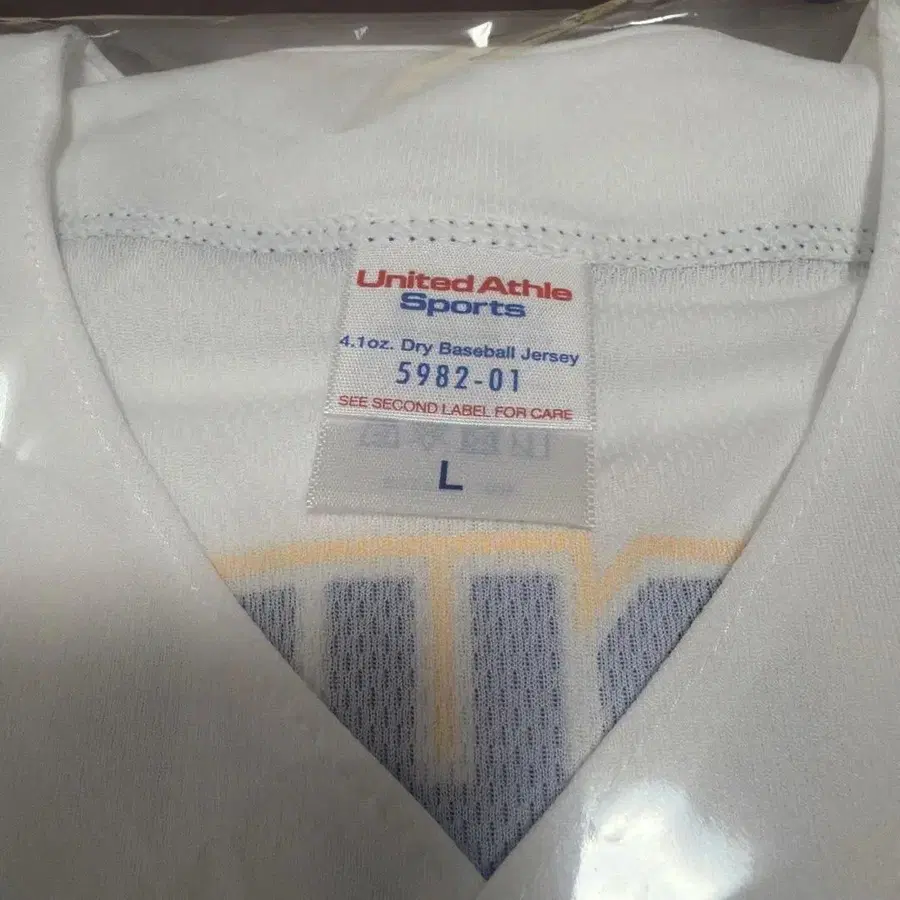 United Athle
Sports
4.1oz. Dry Baseball Jersey
5982-01
SEE SECOND LABEL FOR CARE
L